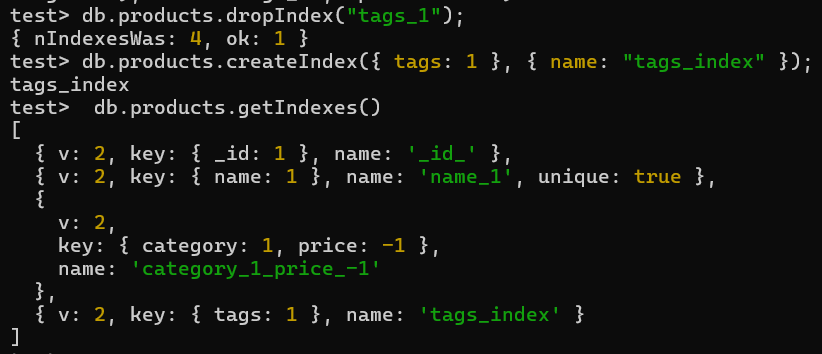 test> db.products.dropIndex("tags_1");
{ nIndexesWas: 4, ok: 1 }
test> db.products.createIndex({ tags: 1 }, { name: "tags_index" });
tags_index
test>  db.products.getIndexes()
[
  { v: 2, key: { _id: 1 }, name: '_id_' },
  { v: 2, key: { name: 1 }, name: 'name_1', unique: true },
  {
    v: 2,
    key: { category: 1, price: -1 },
    name: 'category_1_price_-1'
  },
  { v: 2, key: { tags: 1 }, name: 'tags_index' }
]